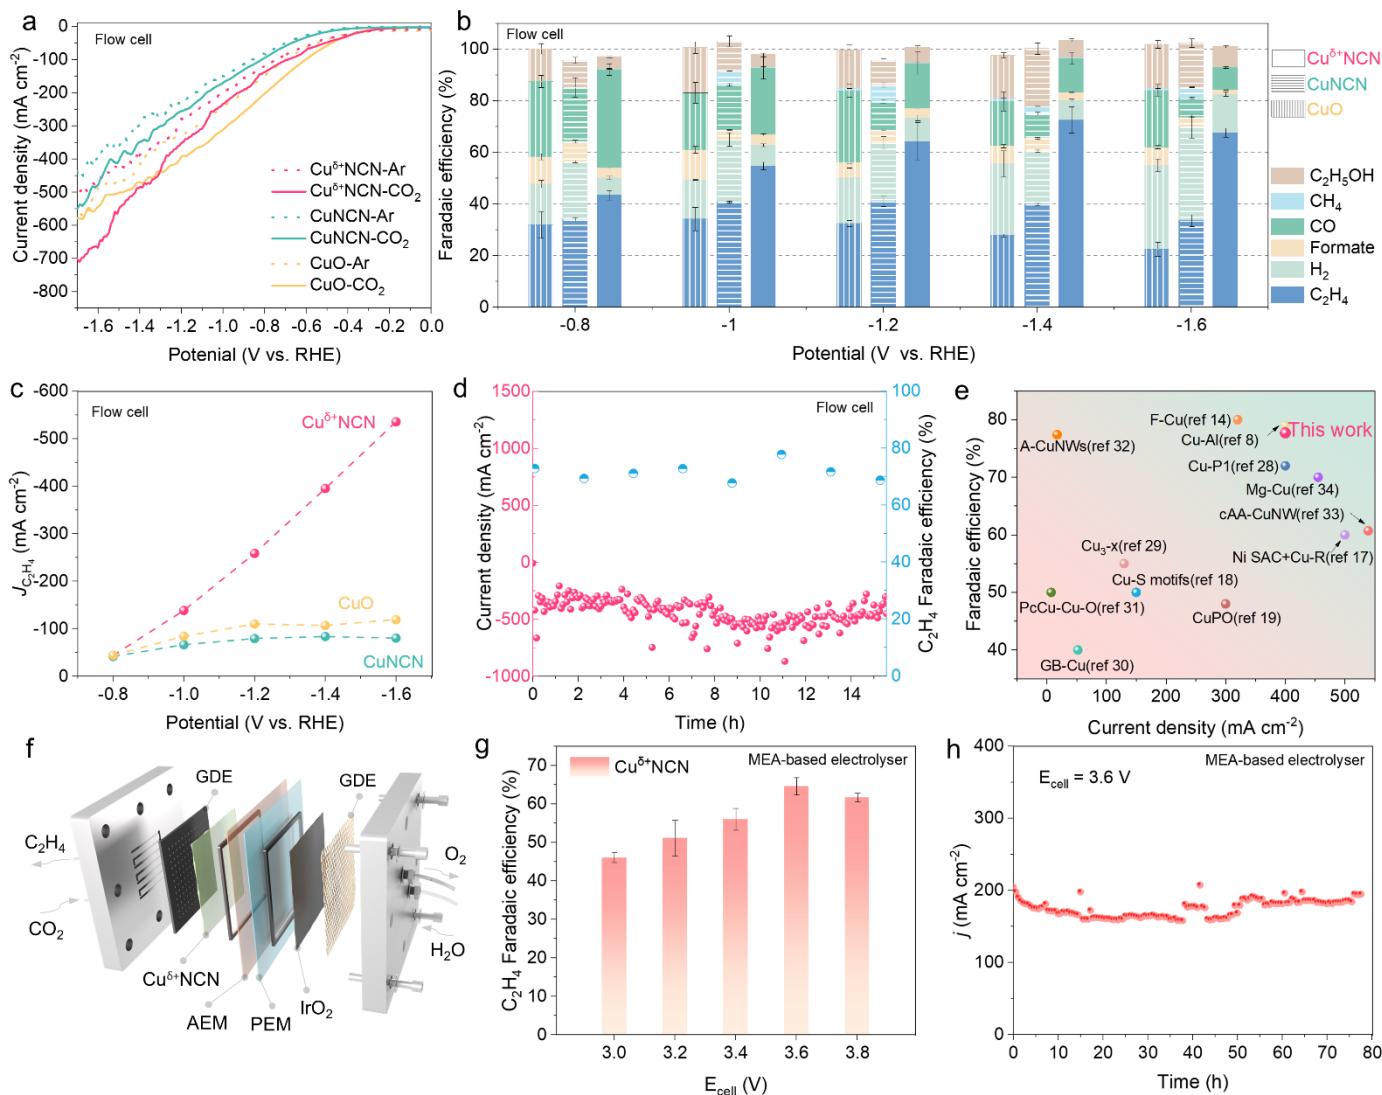 a
Flow cell
0
-100
-200
-300
-400
-500
-600
-700
-800
Current density (mA cm⁻²)
Cu^δ+NCN-Ar
Cu^δ+NCN-CO₂
CuNCN-Ar
CuNCN-CO₂
CuO-Ar
CuO-CO₂
-1.6 -1.4 -1.2 -1.0 -0.8 -0.6 -0.4 -0.2 0.0
Potenial (V vs. RHE)
b
Flow cell
100
80
60
40
20
0
Faradaic efficiency (%)
-0.8 -1 -1.2 -1.4 -1.6
Potenial (V vs. RHE)
Cu^δ+NCN
CuNCN
CuO
C₂H₅OH
CH₄
CO
Formate
H₂
C₂H₄
c
Flow cell
-600
-500
-400
-300
-200
-100
0
J_C₂H₄ (mA cm⁻²)
Cu^δ+NCN
CuO
CuNCN
-0.8 -1.0 -1.2 -1.4 -1.6
Potential (V vs. RHE)
d
Flow cell
1500
1000
500
0
-500
-1000
Current density (mA cm⁻²)
100
80
60
40
20
0
C₂H₄ Faradaic efficiency (%)
0 2 4 6 8 10 12 14
Time (h)
e
80
70
60
50
40
Faradaic efficiency (%)
F-Cu(ref 14)
This work
A-CuNWs(ref 32)
Cu-Al(ref 8)
Cu-P1(ref 28)
Mg-Cu(ref 34)
cAA-CuNW(ref 33)
Ni SAC+Cu-R(ref 17)
Cu₃-x(ref 29)
Cu-S motifs(ref 18)
PcCu-Cu-O(ref 31)
CuPO(ref 19)
GB-Cu(ref 30)
0 100 200 300 400 500
Current density (mA cm⁻²)
f
GDE
GDE
C₂H₄
CO₂
O₂
H₂O
Cu^δ+NCN
AEM
PEM
IrO₂
g
Cu^δ+NCN
MEA-based electrolyser
70
60
50
40
30
20
10
0
C₂H₄ Faradaic efficiency (%)
3.0 3.2 3.4 3.6 3.8
E_cell (V)
h
MEA-based electrolyser
E_cell = 3.6 V
400
300
200
100
0
j (mA cm⁻²)
0 10 20 30 40 50 60 70 80
Time (h)